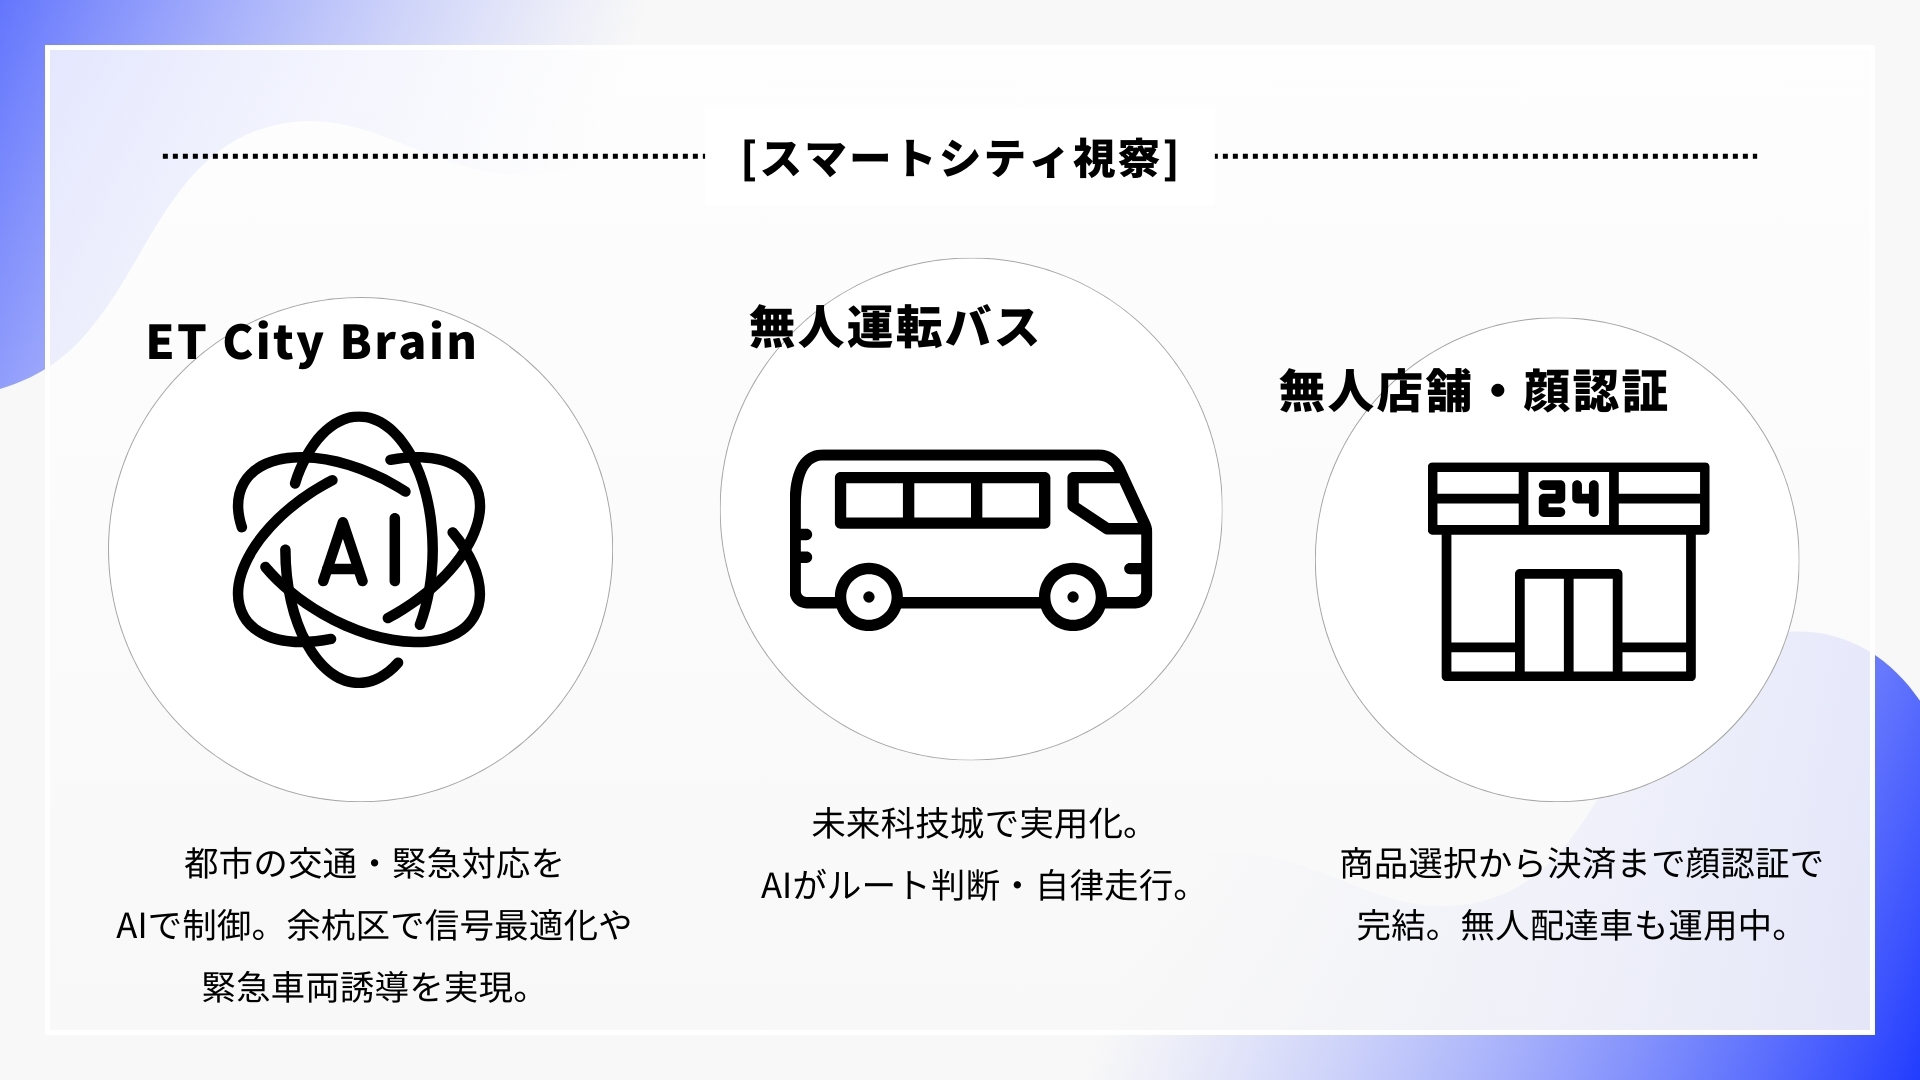 [スマートシティ視察]
ET City Brain
AI
都市の交通・緊急対応を
AIで制御。余杭区で信号最適化や
緊急車両誘導を実現。
無人運転バス
未来科技城で実用化。
AIがルート判断・自律走行。
無人店舗・顔認証
24
商品選択から決済まで顔認証で
完結。無人配達車も運用中。